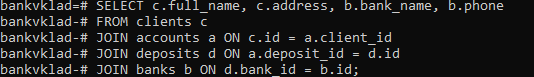 bankvklad=# SELECT c.full_name, c.address, b.bank_name, b.phone
bankvklad-# FROM clients c
bankvklad-# JOIN accounts a ON c.id = a.client_id
bankvklad-# JOIN deposits d ON a.deposit_id = d.id
bankvklad-# JOIN banks b ON d.bank_id = b.id;